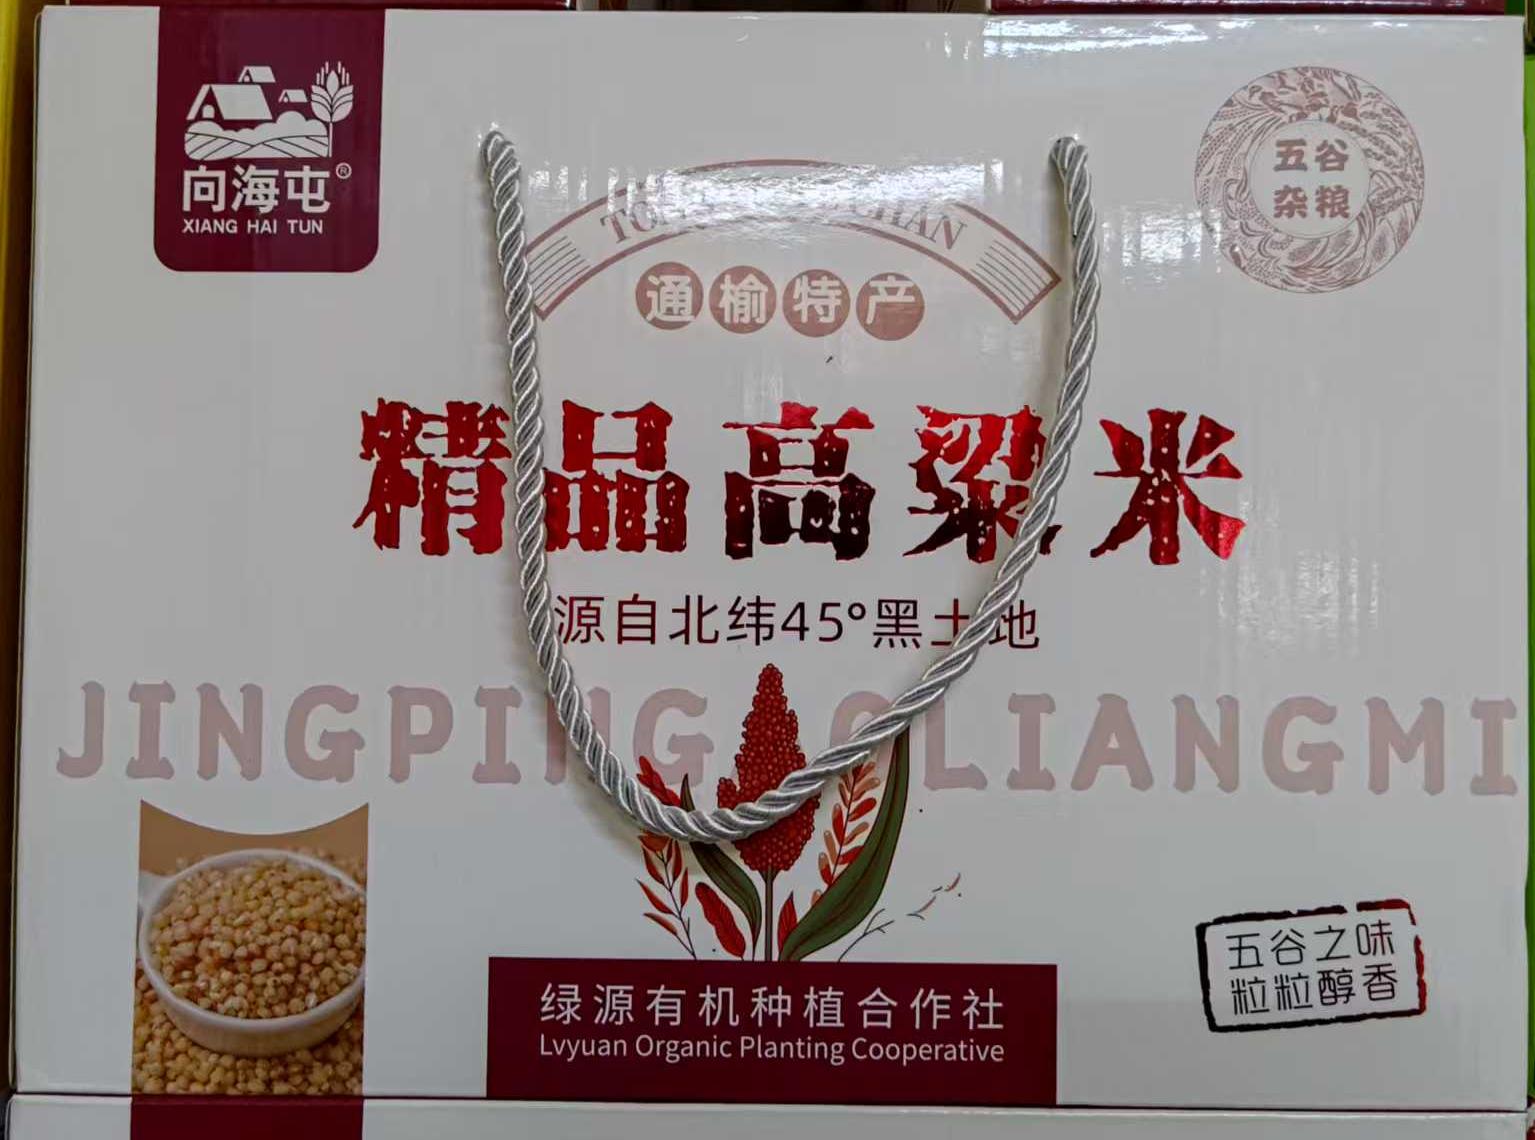 向海屯®
XIANG HAI TUN
五谷
杂粮
通榆特产
精品高粱米
源自北纬45°黑土地
JINGPING
LIANGMI
五谷之味
粒粒醇香
绿源有机种植合作社
Lvyuan Organic Planting Cooperative